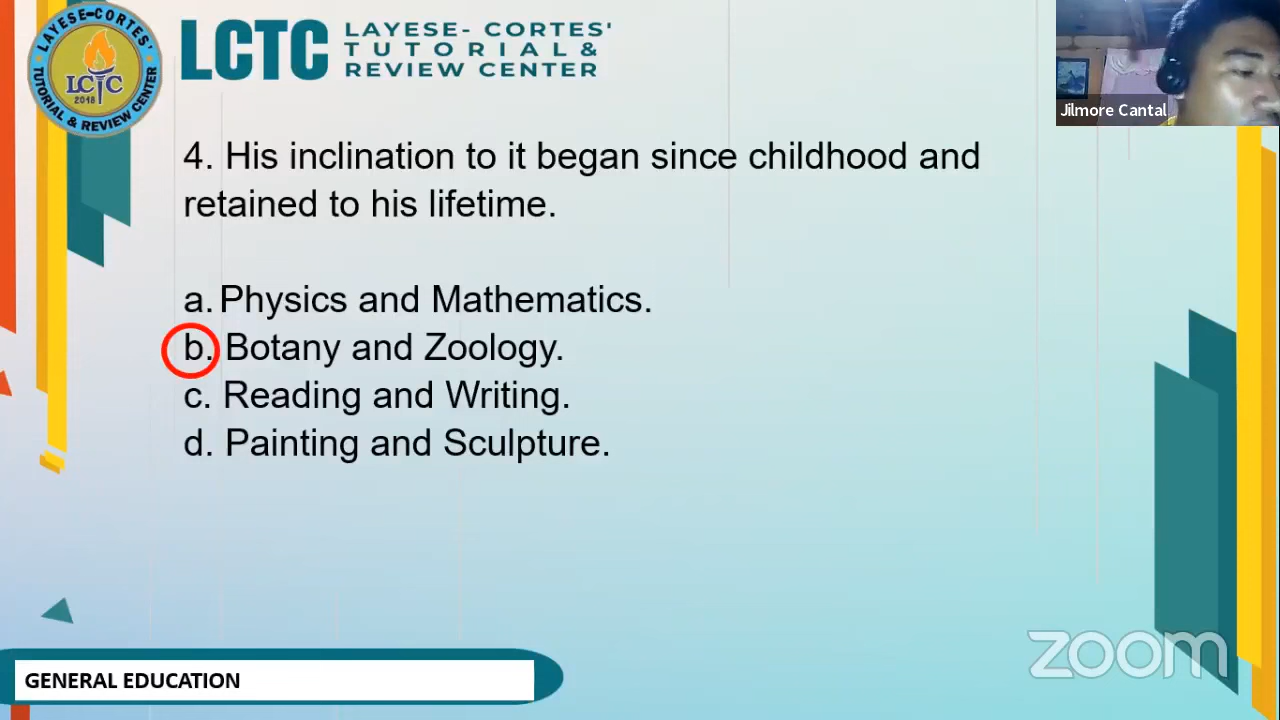 LAYESE-CORTES'
LCTC
2018
TUTORIAL & REVIEW CENTER
LCTC
LAYESE- CORTES'
TUTORIAL &
REVIEW CENTER
Jilmore Cantal
4. His inclination to it began since childhood and
retained to his lifetime.
a. Physics and Mathematics.
b. Botany and Zoology.
c. Reading and Writing.
d. Painting and Sculpture.
zoom
GENERAL EDUCATION